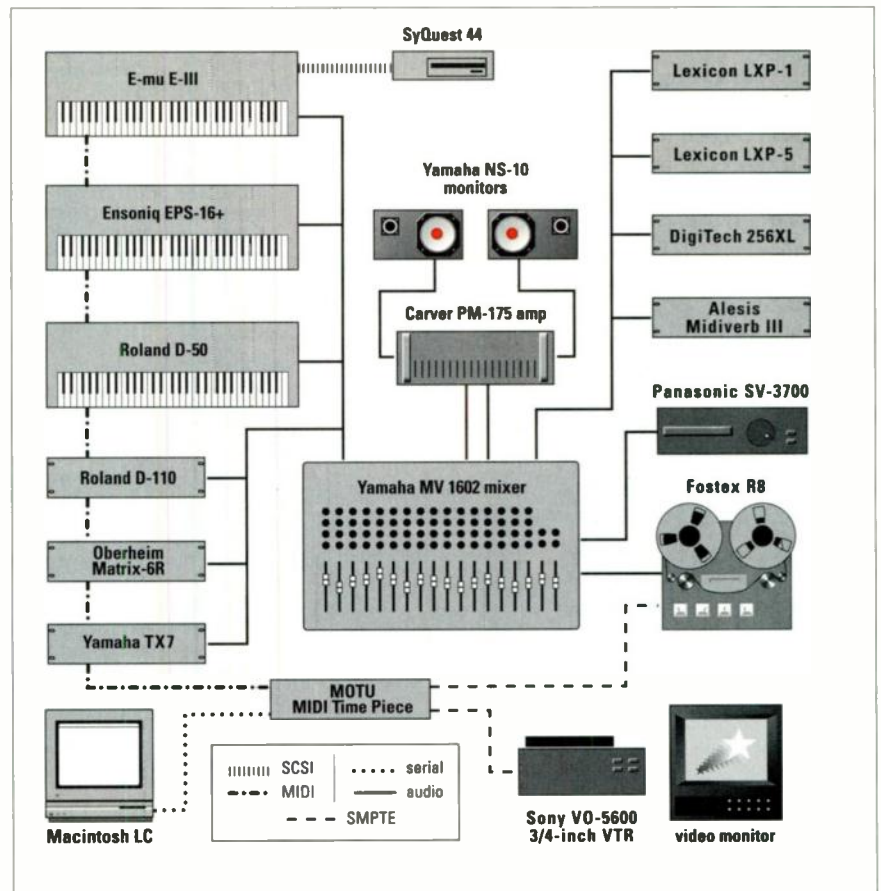 SyQuest 44
E-mu E-III
Lexicon LXP-1
Lexicon LXP-5
Yamaha NS-10
monitors
Ensoniq EPS-16+
DigiTech 256XL
Carver PM-175 amp
Alesis
Midiverb III
Roland D-50
Panasonic SV-3700
Roland D-110
Yamaha MV 1602 mixer
Fostex R8
Oberheim
Matrix-6R
Yamaha TX7
MOTU
MIDI Time Piece
SCSI
serial
MIDI
audio
SMPTE
Macintosh LC
Sony VO-5600
3/4-inch VTR
video monitor